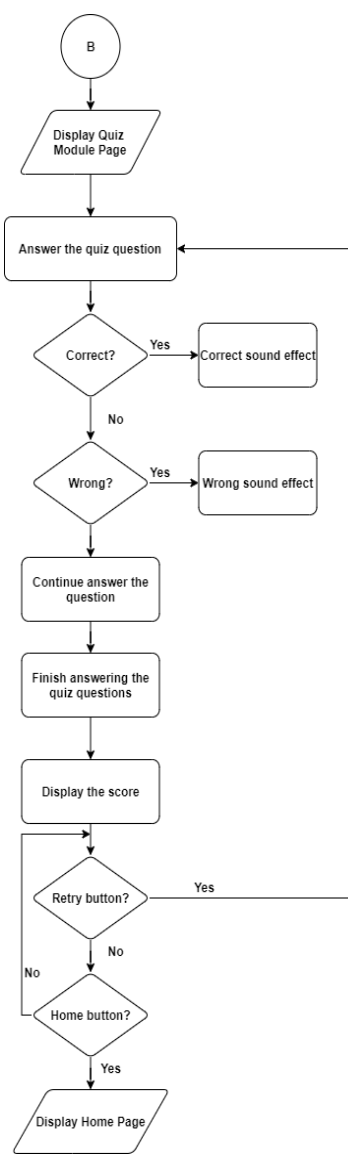 B
Display Quiz
Module Page
Answer the quiz question
Correct?
Yes
Correct sound effect
No
Wrong?
Yes
Wrong sound effect
Continue answer the
question
Finish answering the
quiz questions
Display the score
Retry button?
Yes
No
No
Home button?
Yes
Display Home Page